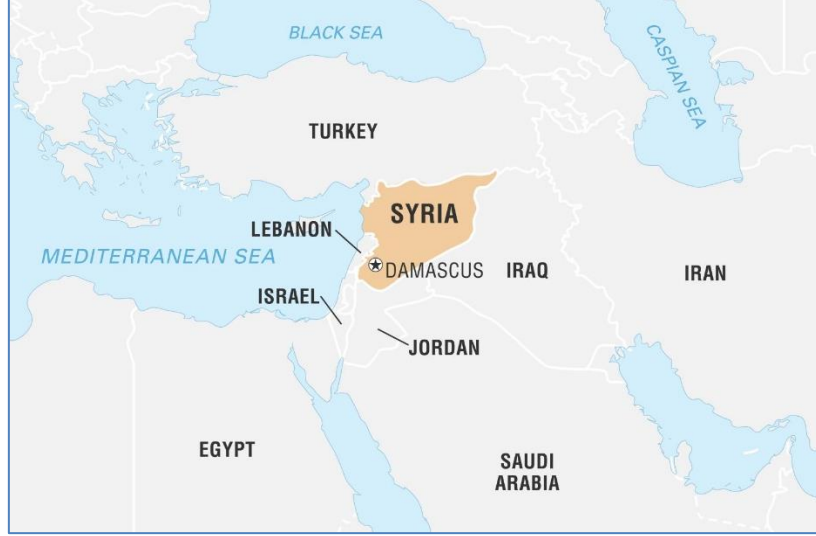 BLACK SEA
CASPIAN SEA
TURKEY
SYRIA
LEBANON
MEDITERRANEAN SEA
DAMASCUS
IRAQ
IRAN
ISRAEL
JORDAN
EGYPT
SAUDI
ARABIA